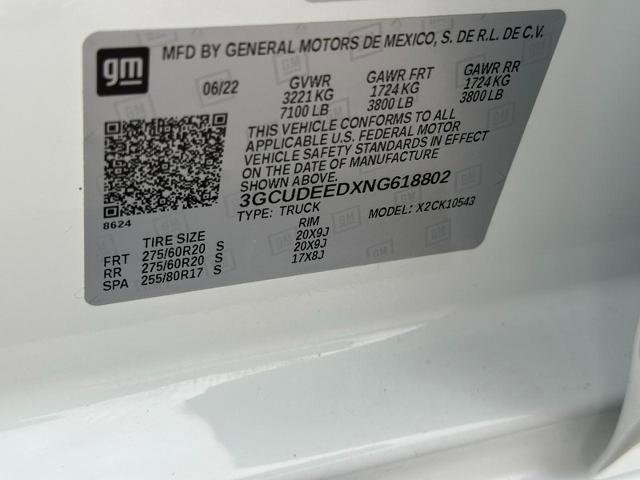 gm
MFD BY GENERAL MOTORS DE MEXICO, S. DE R.L. DE C.V.
06/22 GVWR GAWR FRT GAWR RR
3221 KG 1724 KG 1724 KG
7100 LB 3800 LB 3800 LB
THIS VEHICLE CONFORMS TO ALL
APPLICABLE U.S. FEDERAL MOTOR
VEHICLE SAFETY STANDARDS IN EFFECT
ON THE DATE OF MANUFACTURE
SHOWN ABOVE.
3GCUDEEDXNG618802
8624
TYPE: TRUCK MODEL: X2CK10543
TIRE SIZE RIM
FRT 275/60R20 S 20X9J
RR 275/60R20 S 20X9J
SPA 255/80R17 S 17X8J